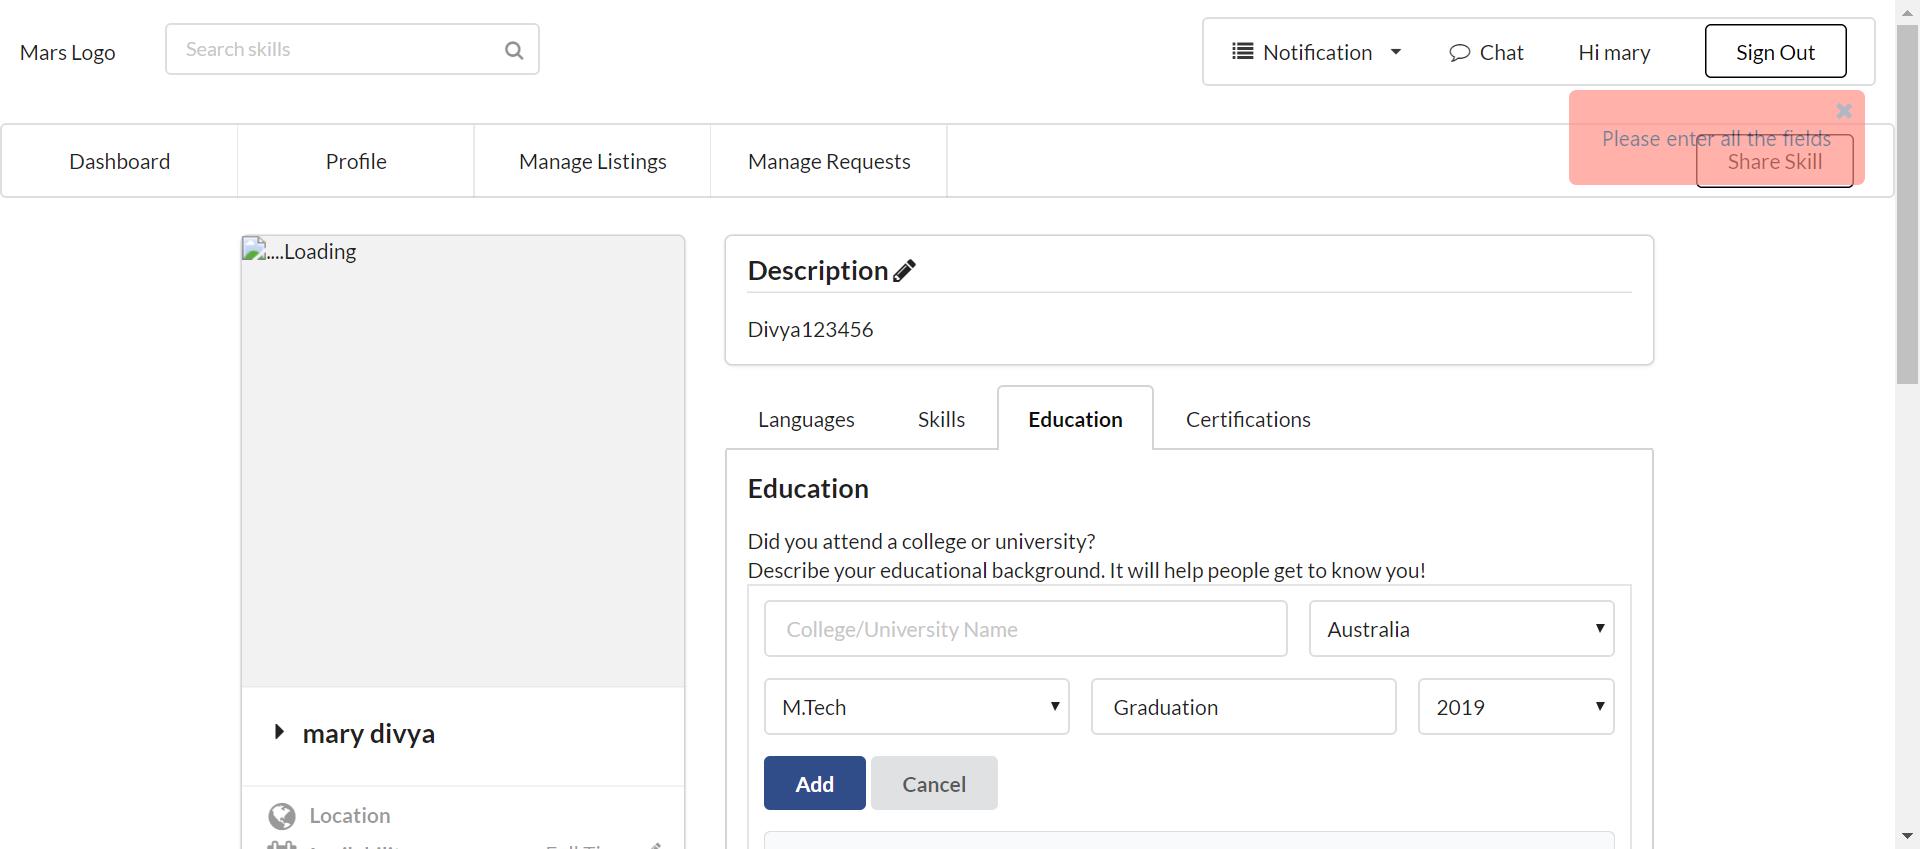 Mars Logo
Search skills
Notification
Chat
Hi mary
Sign Out
Please enter all the fields
Dashboard
Profile
Manage Listings
Manage Requests
Share Skill
....Loading
Description
Divya123456
Languages
Skills
Education
Certifications
Education
Did you attend a college or university?
Describe your educational background. It will help people get to know you!
College/University Name
Australia
M.Tech
Graduation
2019
Add
Cancel
mary divya
Location